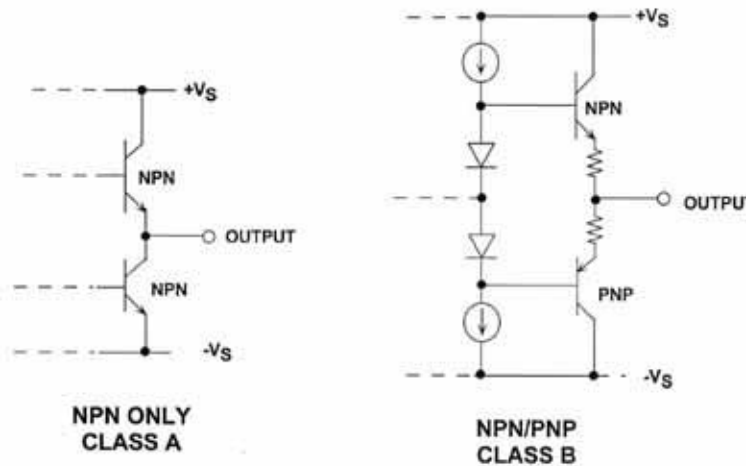 +VS
NPN
OUTPUT
NPN
-VS
NPN ONLY
CLASS A
+VS
NPN
OUTPUT
PNP
-VS
NPN/PNP
CLASS B